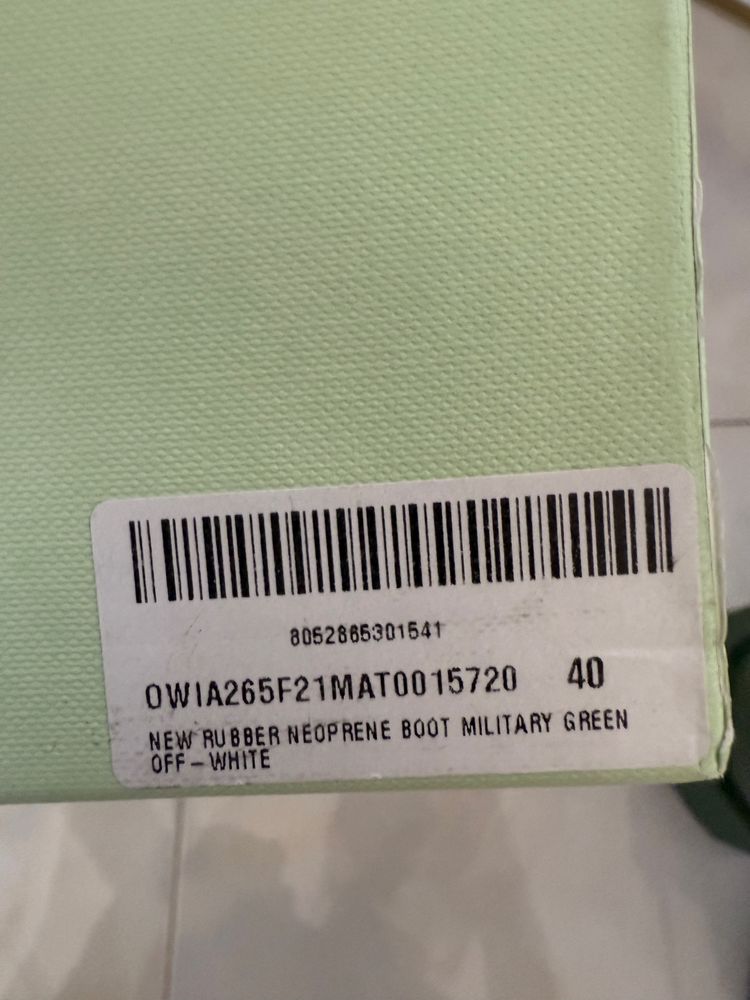 8052865301541
OWIA265F21MAT0015720 40
NEW RUBBER NEOPRENE BOOT MILITARY GREEN
OFF-WHITE